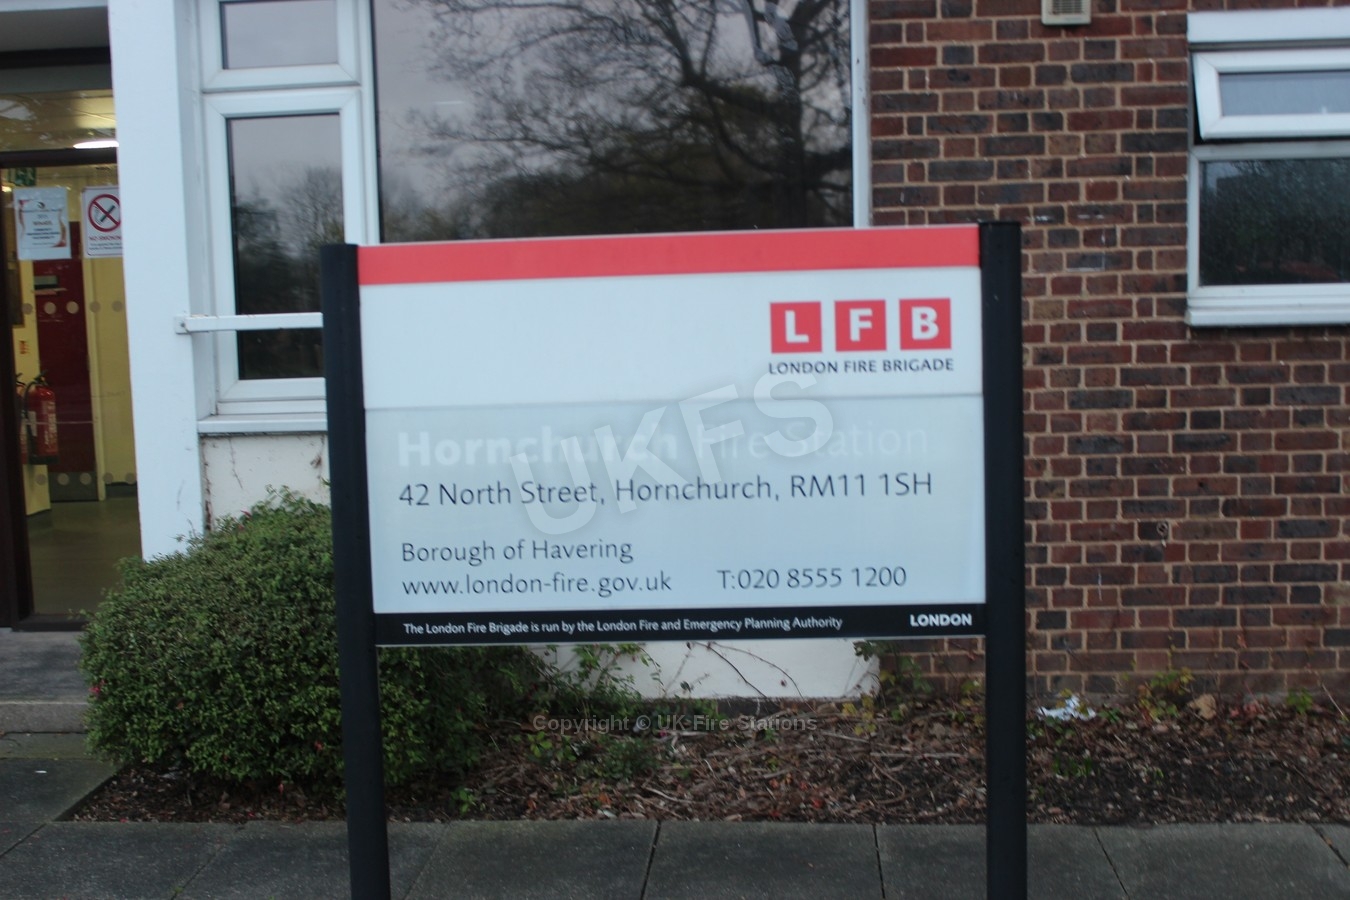 LFB
LONDON FIRE BRIGADE
Hornchurch Fire Station
42 North Street, Hornchurch, RM11 1SH
Borough of Havering
www.london-fire.gov.uk T:020 8555 1200
The London Fire Brigade is run by the London Fire and Emergency Planning Authority LONDON
UKFS
Copyright © UK Fire Stations